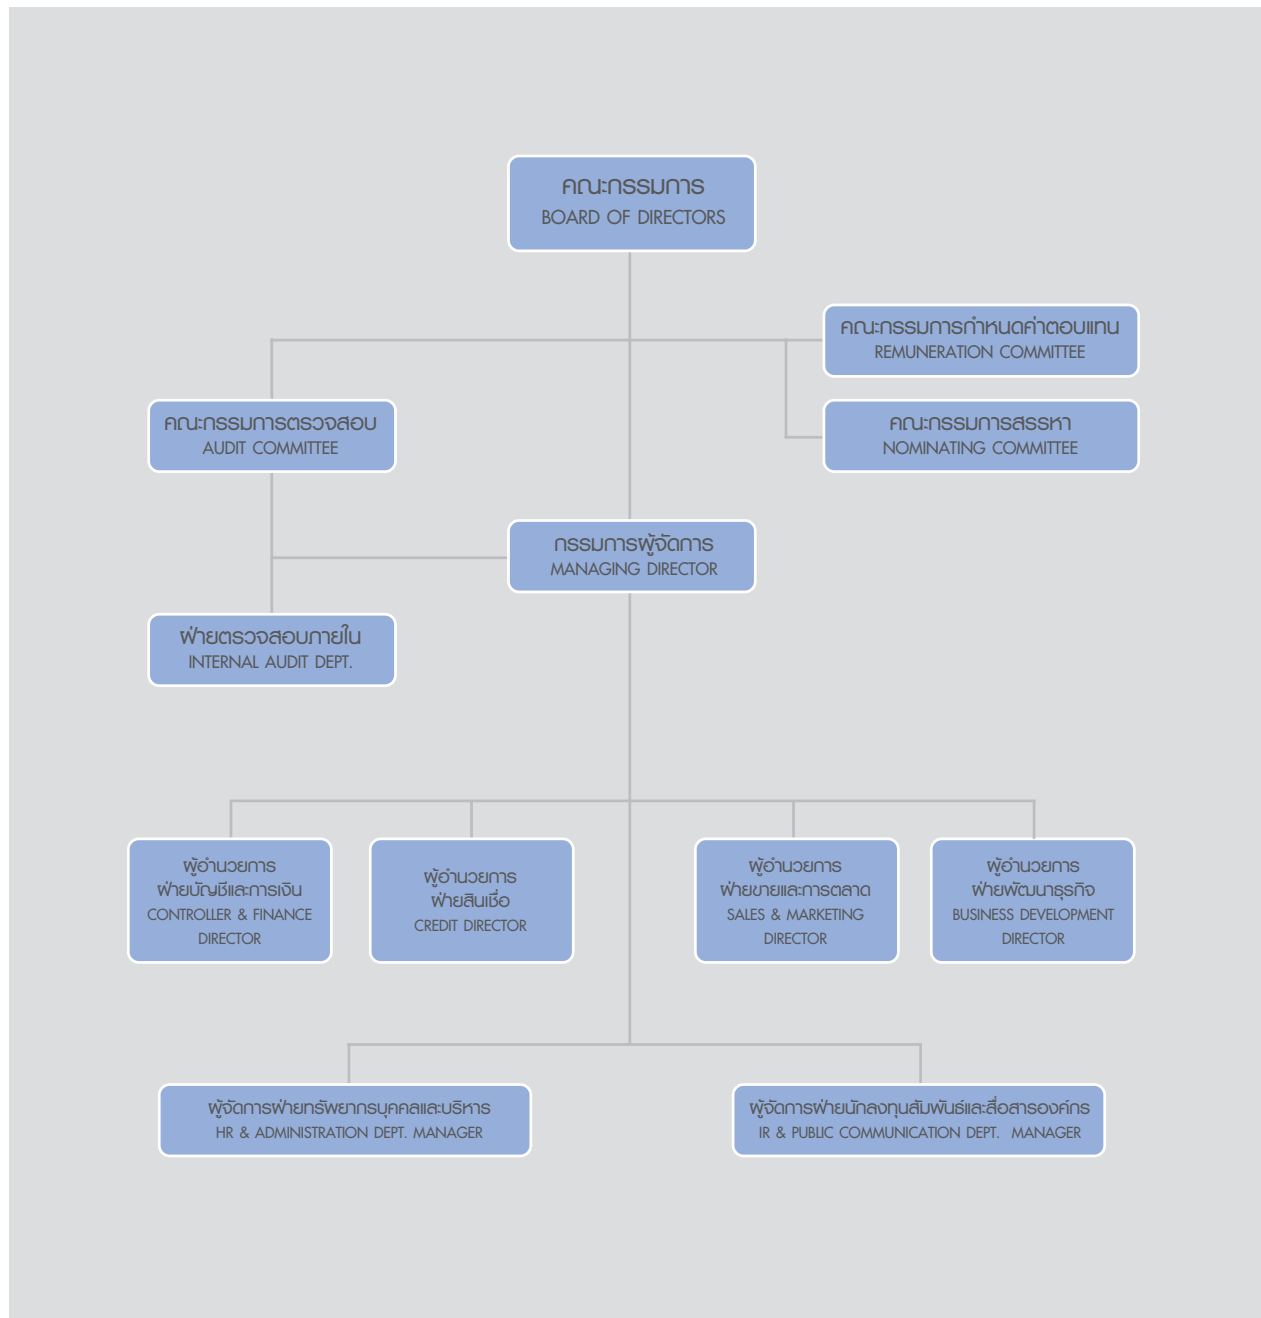 คณะกรรมการ
BOARD OF DIRECTORS
คณะกรรมการกำหนดค่าตอบแทน
REMUNERATION COMMITTEE
คณะกรรมการตรวจสอบ
AUDIT COMMITTEE
คณะกรรมการสรรหา
NOMINATING COMMITTEE
กรรมการผู้จัดการ
MANAGING DIRECTOR
ฝ่ายตรวจสอบภายใน
INTERNAL AUDIT DEPT.
ผู้อำนวยการ
ฝ่ายบัญชีและการเงิน
CONTROLLER & FINANCE
DIRECTOR
ผู้อำนวยการ
ฝ่ายสินเชื่อ
CREDIT DIRECTOR
ผู้อำนวยการ
ฝ่ายขายและการตลาด
SALES & MARKETING
DIRECTOR
ผู้อำนวยการ
ฝ่ายพัฒนาธุรกิจ
BUSINESS DEVELOPMENT
DIRECTOR
ผู้จัดการฝ่ายทรัพยากรบุคคลและบริหาร
HR & ADMINISTRATION DEPT. MANAGER
ผู้จัดการฝ่ายนักลงทุนสัมพันธ์และสื่อสารองค์กร
IR & PUBLIC COMMUNICATION DEPT. MANAGER